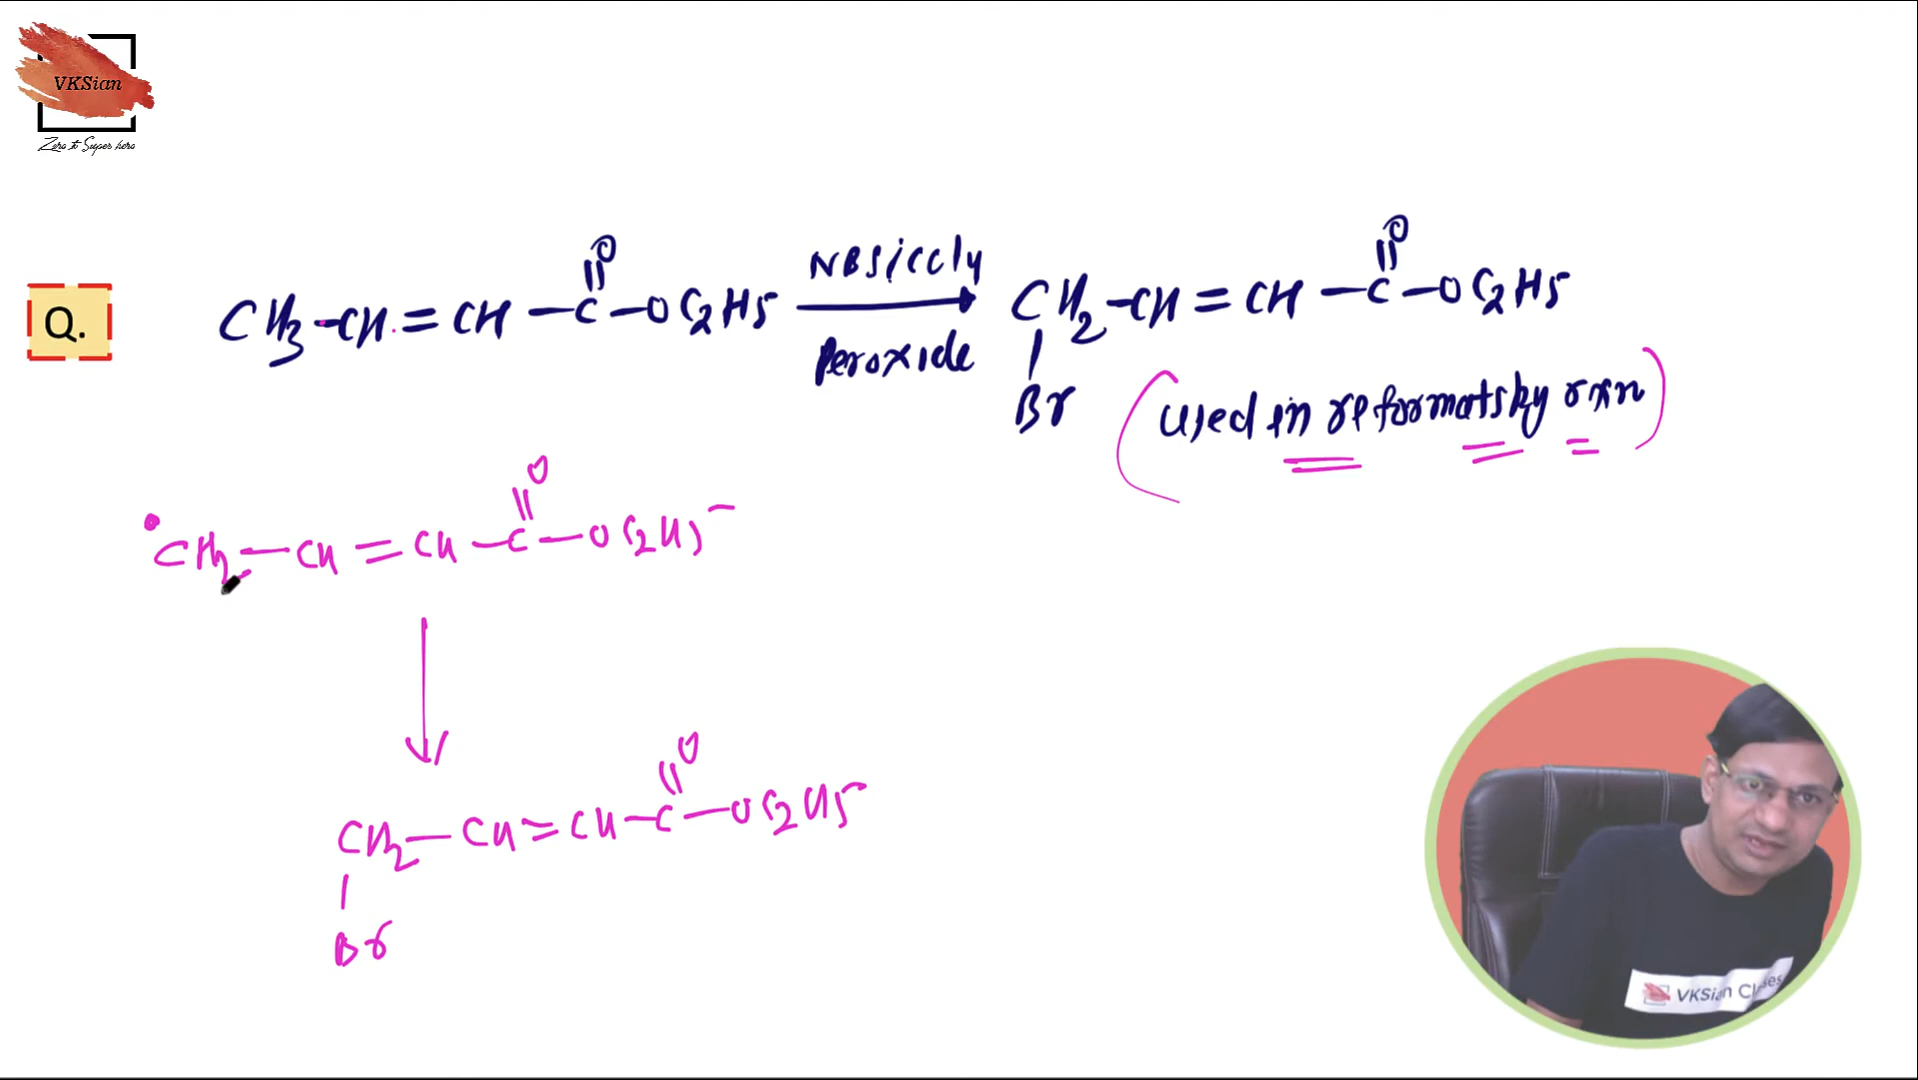 VKSian
Zero to Super hero
Q.
CH3-CH=CH-C-OC2H5
O
NBS/CCl4
Peroxide
O
CH2-CH=CH-C-OC2H5
Br
(Used in reformatsky rxn)
O
CH2-CH=CH-C-OC2H5
O
CH2-CH=CH-C-OC2H5
Br
VKSian Classes